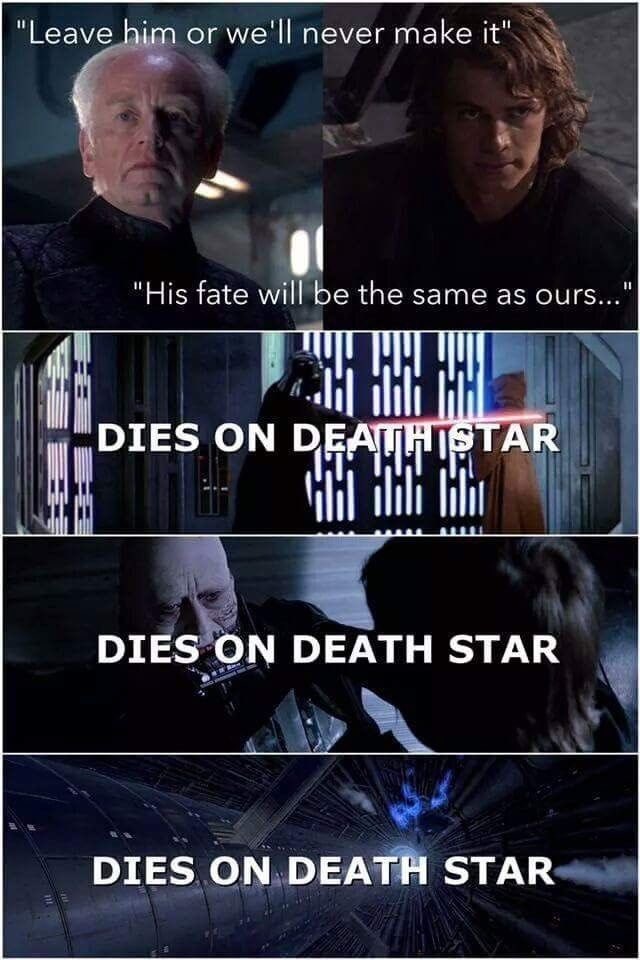 "Leave him or we'll never make it"
"His fate will be the same as ours..."
DIES ON DEATH STAR
DIES ON DEATH STAR
DIES ON DEATH STAR